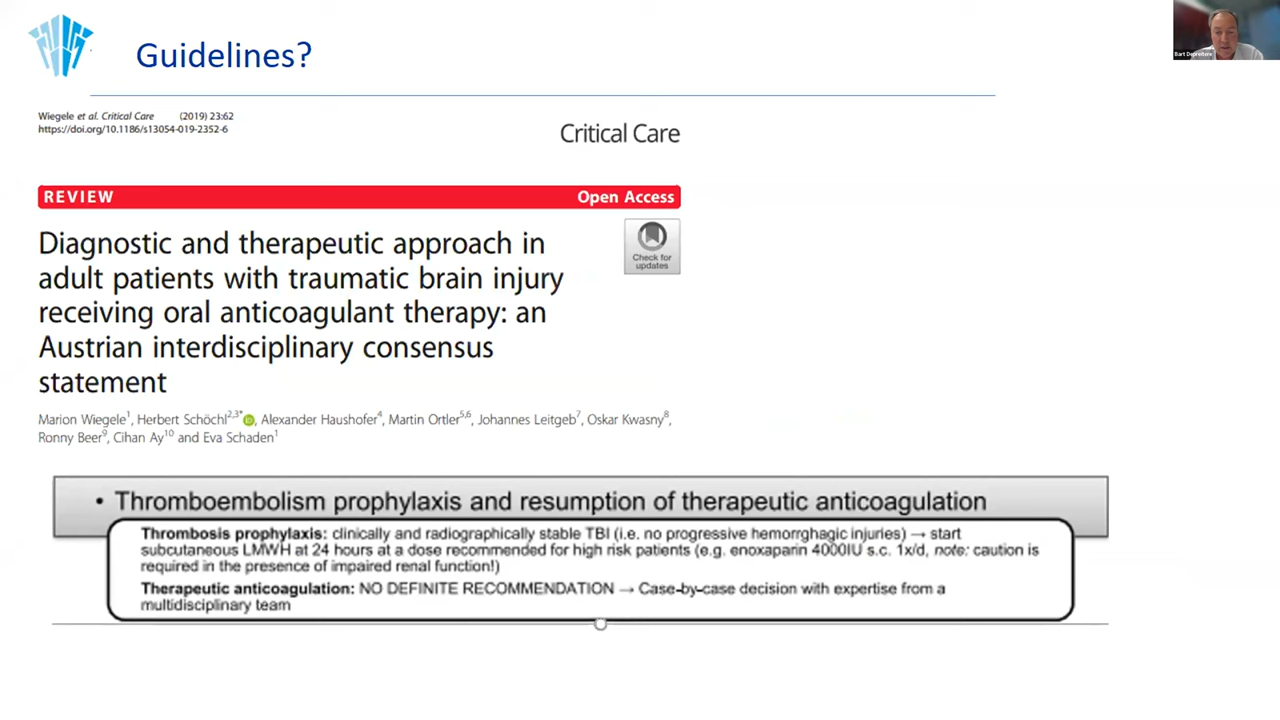 Guidelines?
Bart Depreitere
Wiegele et al. Critical Care (2019) 23:62
https://doi.org/10.1186/s13054-019-2352-6
Critical Care
REVIEW Open Access
Check for
updates
Diagnostic and therapeutic approach in
adult patients with traumatic brain injury
receiving oral anticoagulant therapy: an
Austrian interdisciplinary consensus
statement
Marion Wiegele1, Herbert Schöchl2,3* iD, Alexander Haushofer4, Martin Ortler5,6, Johannes Leitgeb7, Oskar Kwasny8,
Ronny Beer9, Cihan Ay10 and Eva Schaden1
• Thromboembolism prophylaxis and resumption of therapeutic anticoagulation
Thrombosis prophylaxis: clinically and radiographically stable TBI (i.e. no progressive hemorrhagic injuries) → start
subcutaneous LMWH at 24 hours at a dose recommended for high risk patients (e.g. enoxaparin 4000IU s.c. 1x/d, note: caution is
required in the presence of impaired renal function!)
Therapeutic anticoagulation: NO DEFINITE RECOMMENDATION → Case-by-case decision with expertise from a
multidisciplinary team